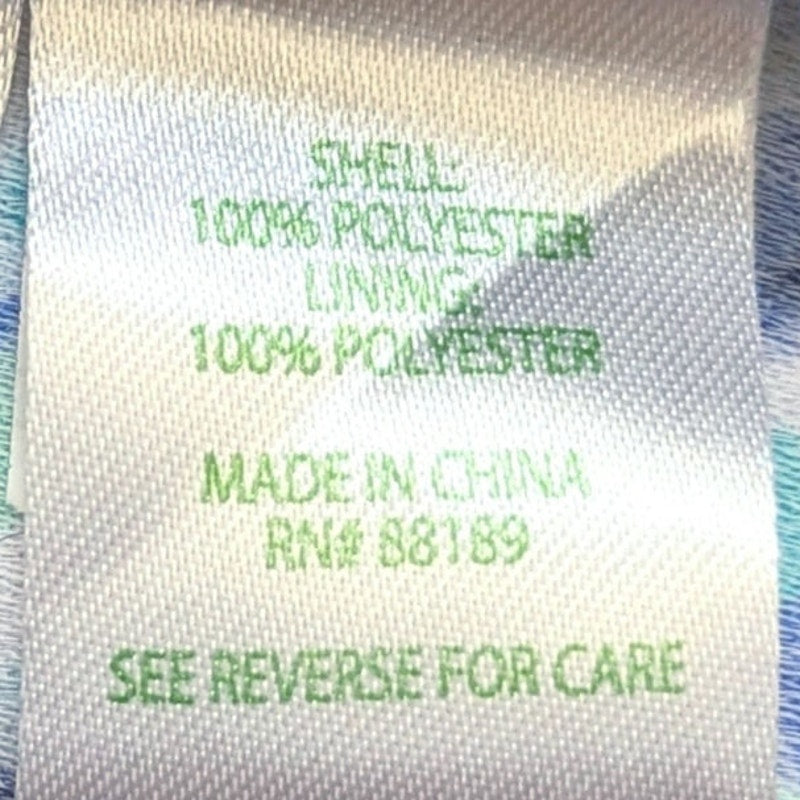 SHELL:
100% POLYESTER
LINING:
100% POLYESTER
MADE IN CHINA
RN# 88189
SEE REVERSE FOR CARE